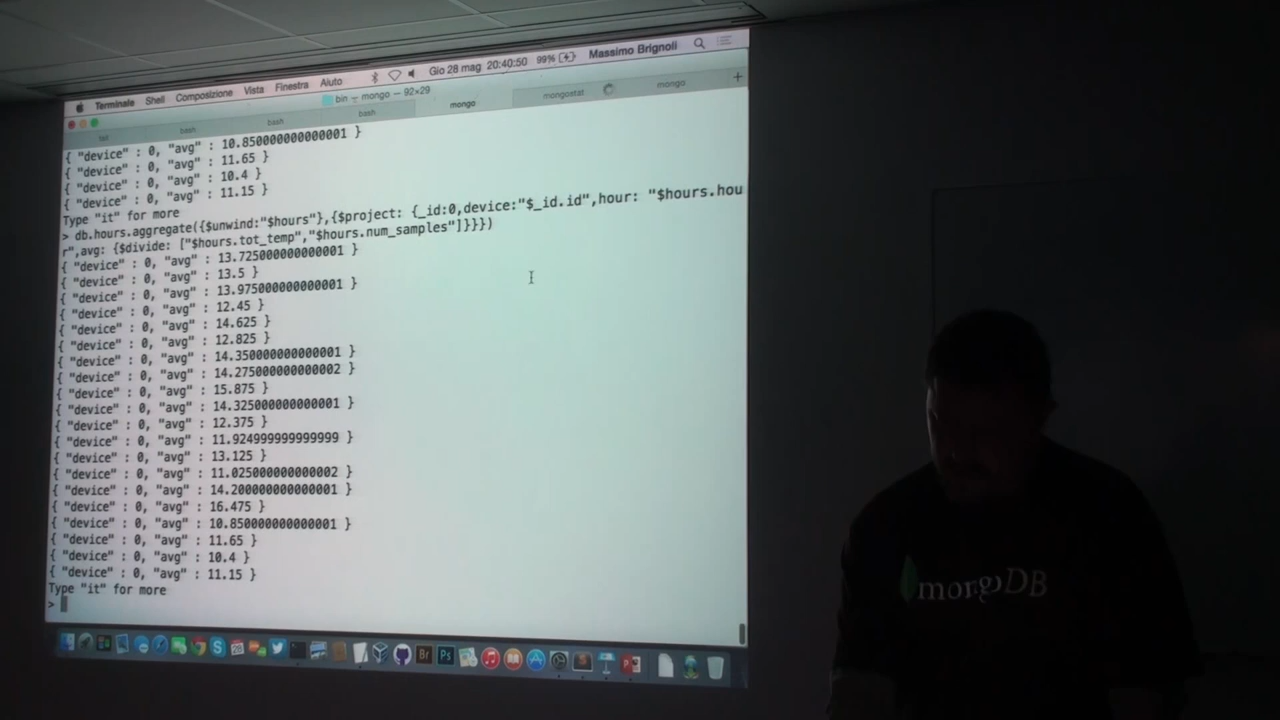 Terminale Shell Composizione Vista Finestra Aiuto Gio 28 mag 20:40:50 99% Massimo Brignoli
bin — mongo — 92×29
bash bash bash mongo mongostat mongo
{ "device" : 0, "avg" : 10.850000000000001 }
{ "device" : 0, "avg" : 11.65 }
{ "device" : 0, "avg" : 10.4 }
{ "device" : 0, "avg" : 11.15 }
Type "it" for more
> db.hours.aggregate({$unwind:"$hours"},{$project: {_id:0,device:"$_id.id",hour: "$hours.hou
r",avg: {$divide: ["$hours.tot_temp","$hours.num_samples"]}}})
{ "device" : 0, "avg" : 13.725000000000001 }
{ "device" : 0, "avg" : 13.5 }
{ "device" : 0, "avg" : 13.975000000000001 }
{ "device" : 0, "avg" : 12.45 }
{ "device" : 0, "avg" : 14.625 }
{ "device" : 0, "avg" : 12.825 }
{ "device" : 0, "avg" : 14.350000000000001 }
{ "device" : 0, "avg" : 14.275000000000002 }
{ "device" : 0, "avg" : 15.875 }
{ "device" : 0, "avg" : 14.325000000000001 }
{ "device" : 0, "avg" : 12.375 }
{ "device" : 0, "avg" : 11.924999999999999 }
{ "device" : 0, "avg" : 13.125 }
{ "device" : 0, "avg" : 11.025000000000002 }
{ "device" : 0, "avg" : 14.200000000000001 }
{ "device" : 0, "avg" : 16.475 }
{ "device" : 0, "avg" : 10.850000000000001 }
{ "device" : 0, "avg" : 11.65 }
{ "device" : 0, "avg" : 10.4 }
{ "device" : 0, "avg" : 11.15 }
Type "it" for more
>
Br Ps
mongoDB